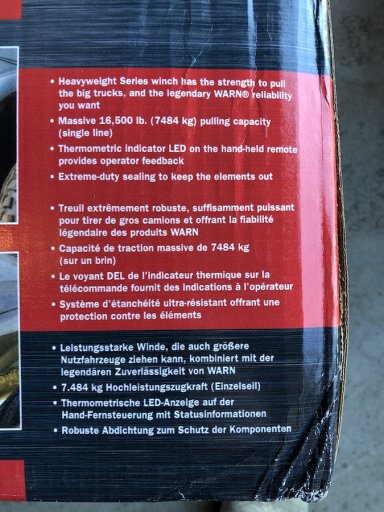 • Heavyweight Series winch has the strength to pull
the big trucks, and the legendary WARN® reliability
you want
• Massive 16,500 lb. (7484 kg) pulling capacity
(single line)
• Thermometric indicator LED on the hand-held remote
provides operator feedback
• Extreme-duty sealing to keep the elements out
• Treuil extrêmement robuste, suffisamment puissant
pour tirer de gros camions et offrant la fiabilité
légendaire des produits WARN
• Capacité de traction massive de 7484 kg
(sur un brin)
• Le voyant DEL de l'indicateur thermique sur la
télécommande fournit des indications à l'opérateur
• Système d'étanchéité ultra-résistant offrant une
protection contre les éléments
• Leistungsstarke Winde, die auch größere
Nutzfahrzeuge ziehen kann, kombiniert mit der
legendären Zuverlässigkeit von WARN
• 7.484 kg Hochleistungszugkraft (Einzelseil)
• Thermometrische LED-Anzeige auf der
Hand-Fernsteuerung mit Statusinformationen
• Robuste Abdichtung zum Schutz der Komponenten